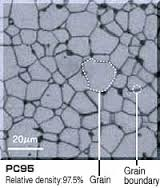 20μm
PC95
Relative density:97.5%
Grain
Grain
boundary